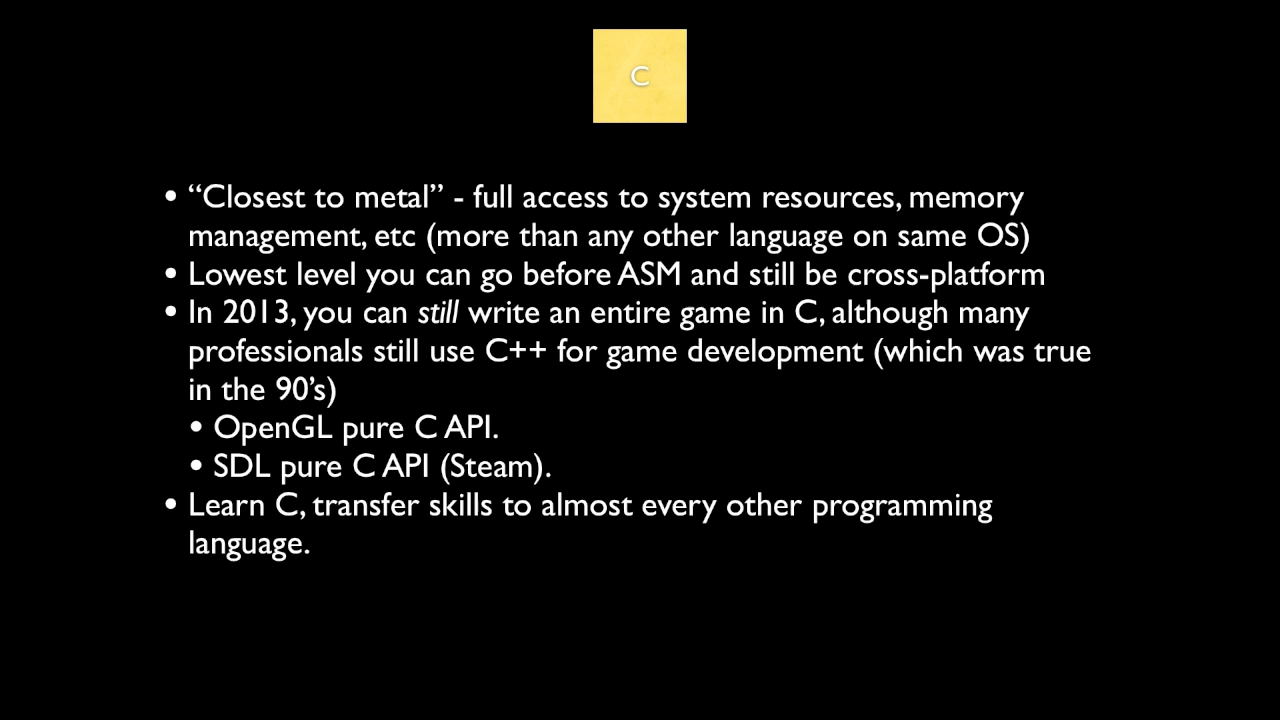 C
• “Closest to metal” - full access to system resources, memory
management, etc (more than any other language on same OS)
• Lowest level you can go before ASM and still be cross-platform
• In 2013, you can still write an entire game in C, although many
professionals still use C++ for game development (which was true
in the 90’s)
• OpenGL pure C API.
• SDL pure C API (Steam).
• Learn C, transfer skills to almost every other programming
language.